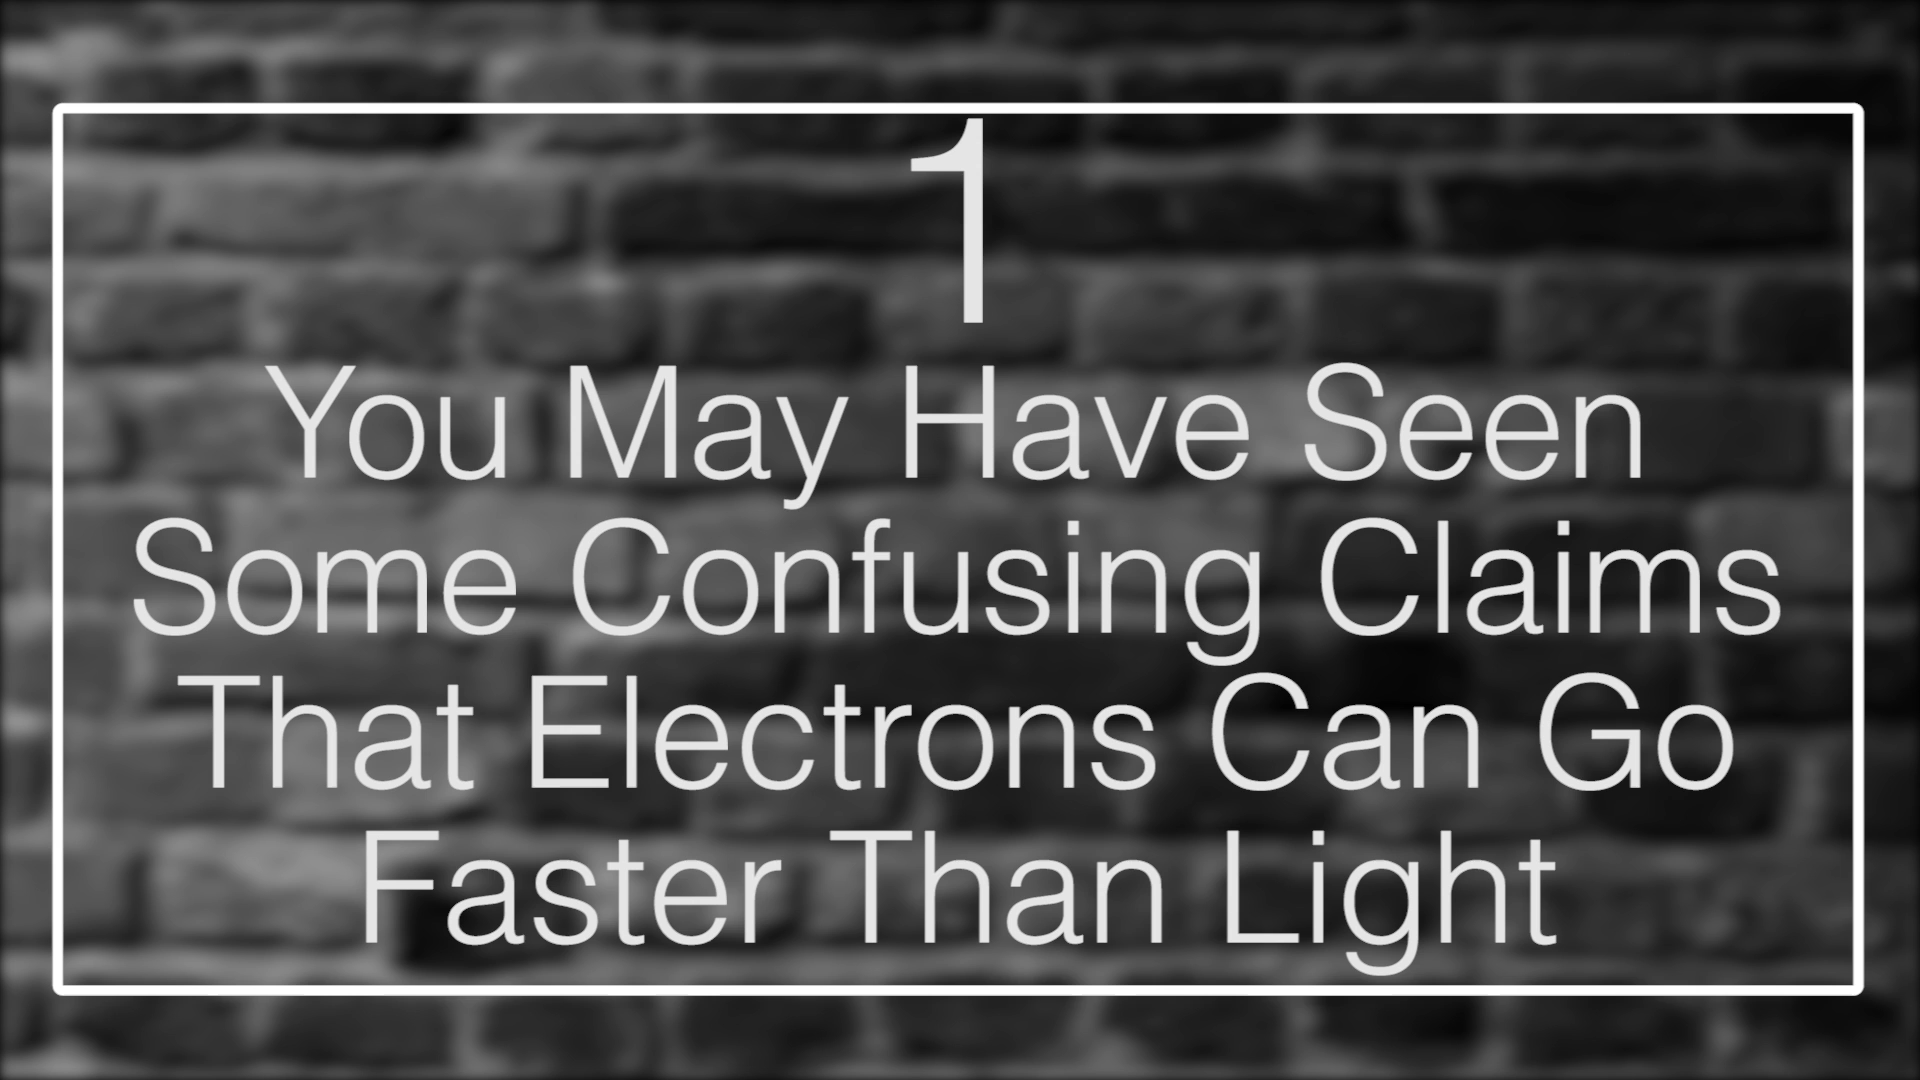 1
You May Have Seen
Some Confusing Claims
That Electrons Can Go
Faster Than Light